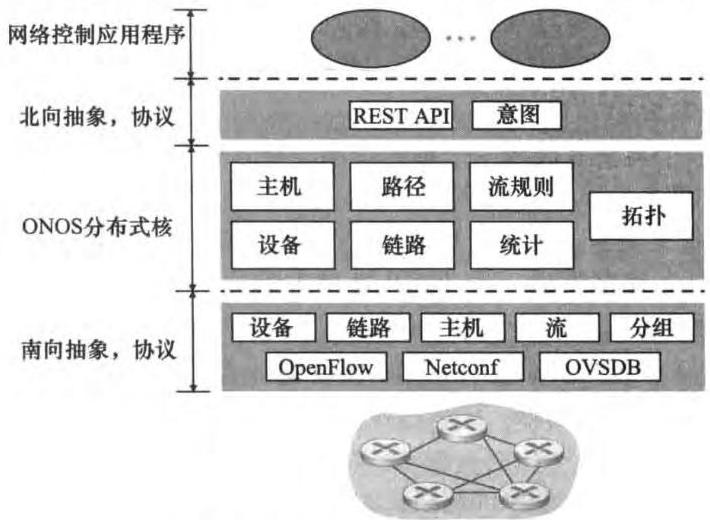 网络控制应用程序
...
北向抽象，协议
REST API 意图
主机 路径 流规则
拓扑
ONOS分布式核
设备 链路 统计
设备 链路 主机 流 分组
南向抽象，协议
OpenFlow Netconf OVSDB